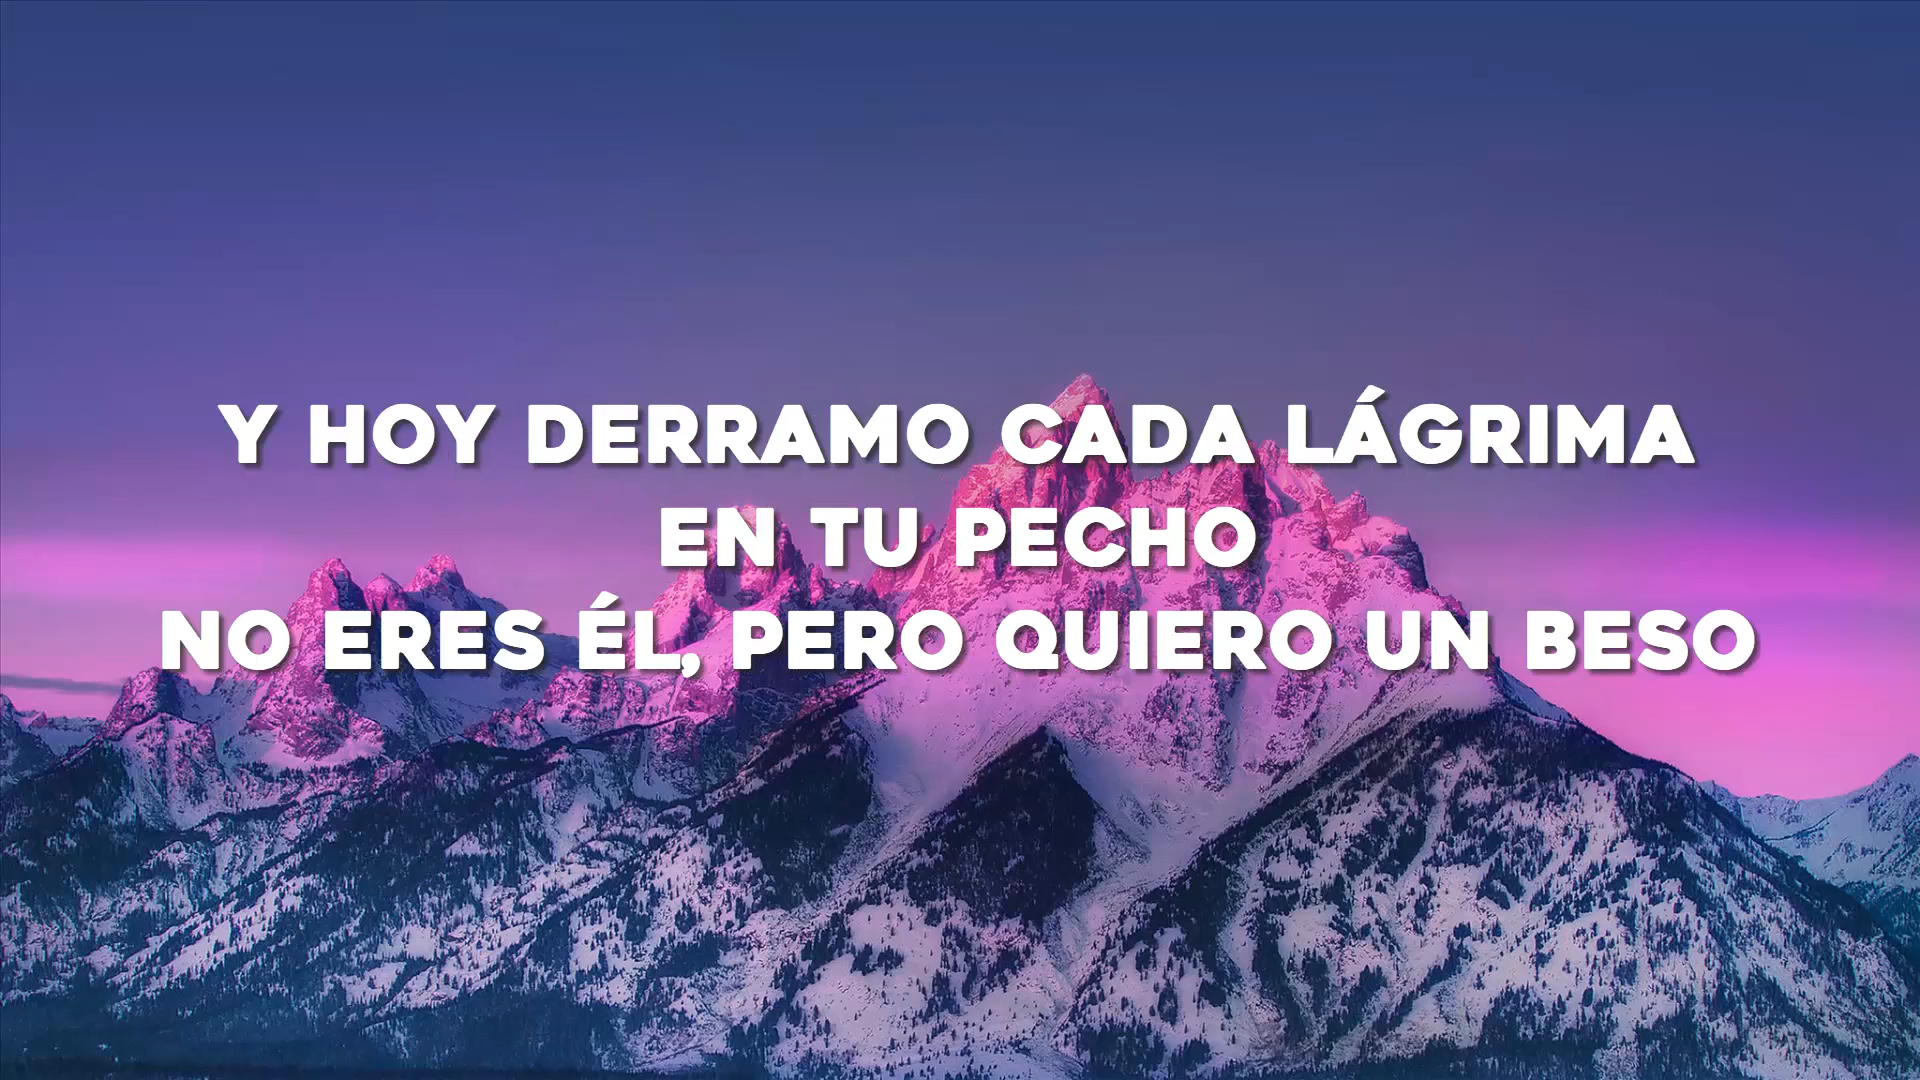 Y HOY DERRAMO CADA LÁGRIMA
EN TU PECHO
NO ERES ÉL, PERO QUIERO UN BESO